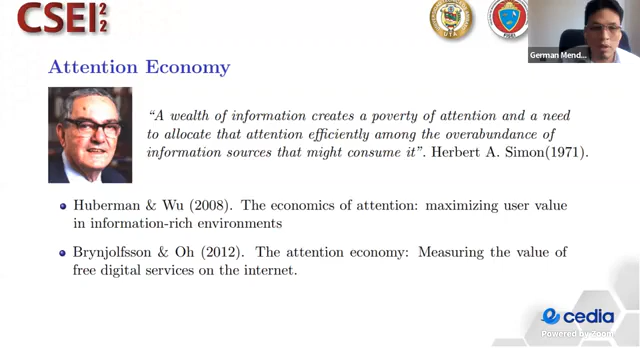 CSEI 22
UTA
FISEI
German Mend...
Attention Economy
“A wealth of information creates a poverty of attention and a need
to allocate that attention efficiently among the overabundance of
information sources that might consume it”. Herbert A. Simon(1971).
Huberman & Wu (2008). The economics of attention: maximizing user value
in information-rich environments
Brynjolfsson & Oh (2012). The attention economy: Measuring the value of
free digital services on the internet.
cedia
Powered by Zoom